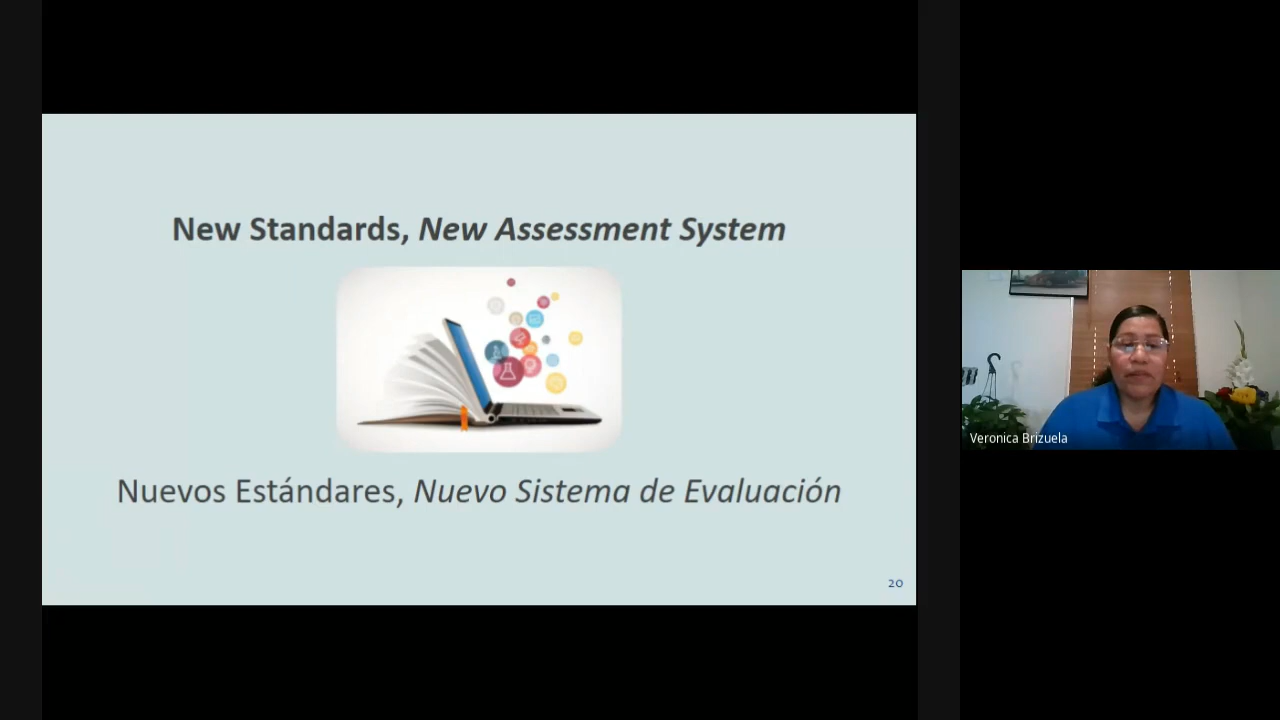 New Standards, New Assessment System
Nuevos Estándares, Nuevo Sistema de Evaluación
20
Veronica Brizuela